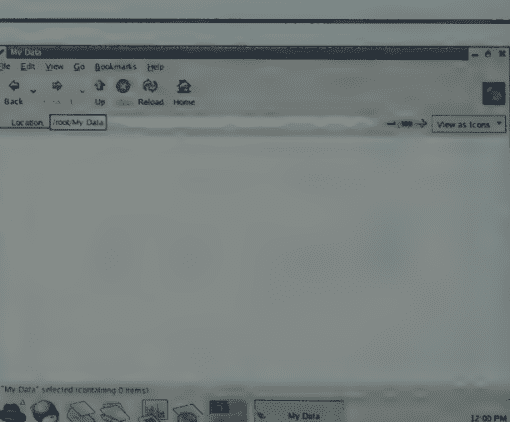 My Data
File Edit View Go Bookmarks Help
Back Up Reload Home
Location: /root/My Data
View as Icons
"My Data" selected (containing 0 items)
My Data
12:00 PM